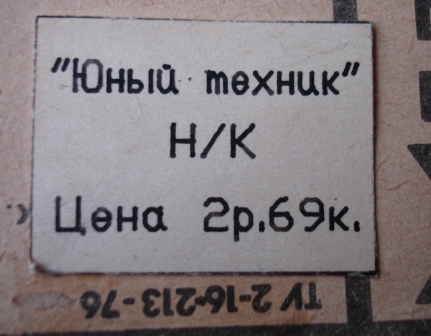 "Юный техник"
Н/К
Цена 2р.69к.
ТУ 2-16-213-76